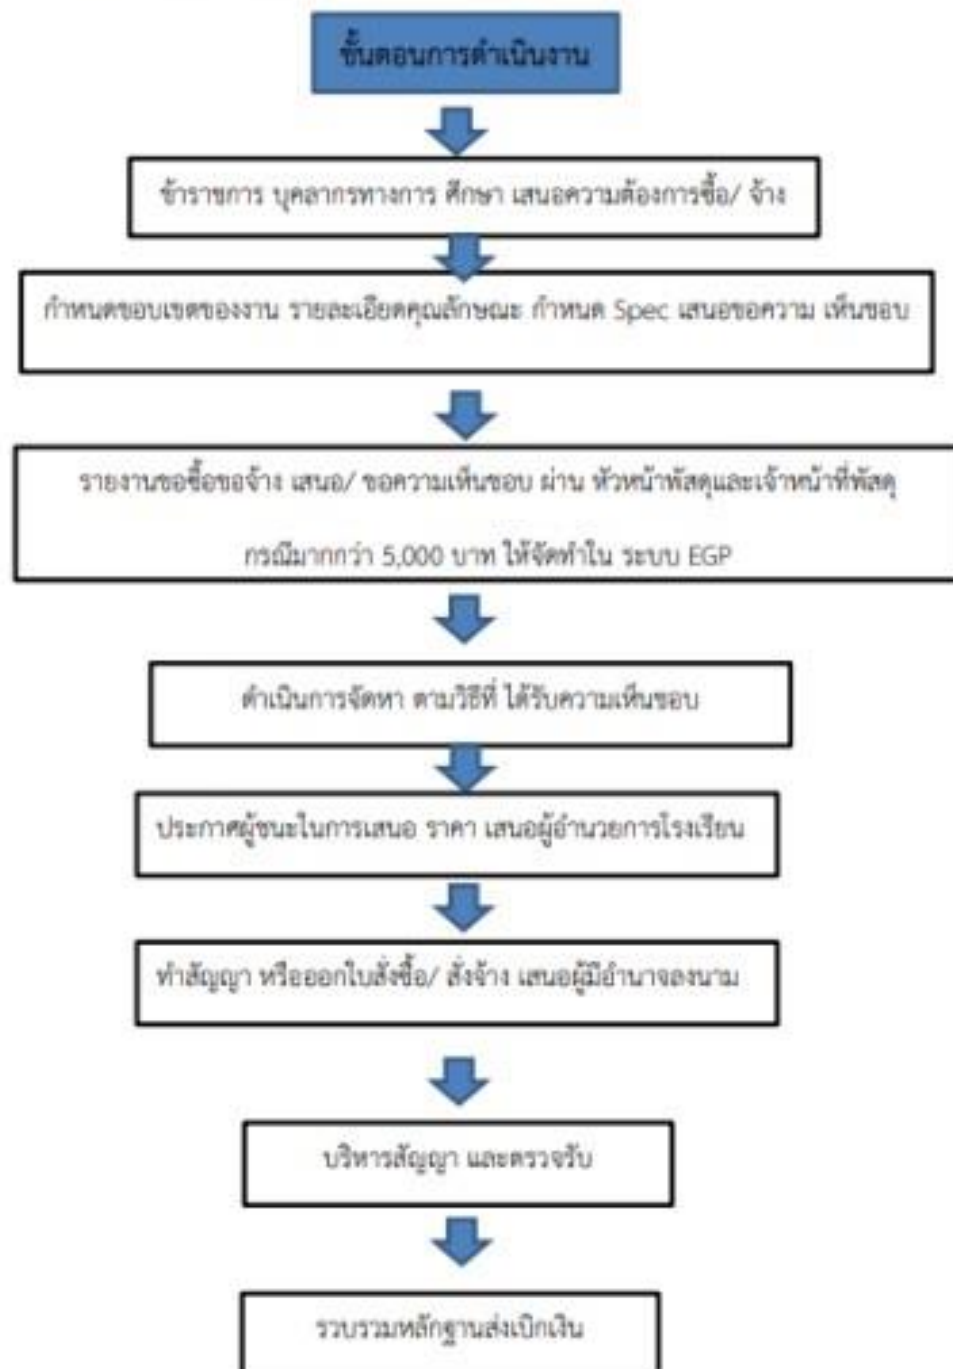 ขั้นตอนการดำเนินงาน
ข้าราชการ บุคลากรทางการ ศึกษา เสนอความต้องการซื้อ/ จ้าง
กำหนดขอบเขตของงาน รายละเอียดคุณลักษณะ กำหนด Spec เสนอขอความ เห็นชอบ
รายงานขอซื้อขอจ้าง เสนอ/ ขอความเห็นชอบ ผ่าน หัวหน้าพัสดุและเจ้าหน้าที่พัสดุ
กรณีมากกว่า 5,000 บาท ให้จัดทำใน ระบบ EGP
ดำเนินการจัดหา ตามวิธีที่ ได้รับความเห็นชอบ
ประกาศผู้ชนะในการเสนอ ราคา เสนอผู้อำนวยการโรงเรียน
ทำสัญญา หรือออกใบสั่งซื้อ/ สั่งจ้าง เสนอผู้มีอำนาจลงนาม
บริหารสัญญา และตรวจรับ
รวบรวมหลักฐานส่งเบิกเงิน